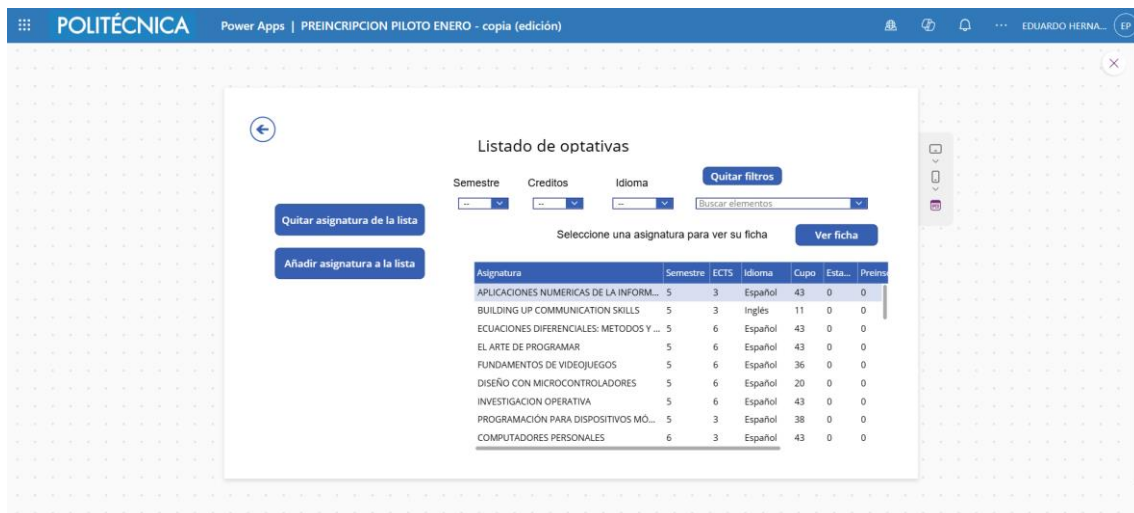 POLITÉCNICA Power Apps | PREINCRIPCION PILOTO ENERO - copia (edición) ... EDUARDO HERNA... EP
Listado de optativas
Semestre Creditos Idioma Quitar filtros
-- -- -- Buscar elementos
Quitar asignatura de la lista
Seleccione una asignatura para ver su ficha Ver ficha
Añadir asignatura a la lista
Asignatura Semestre ECTS Idioma Cupo Esta... Preins
APLICACIONES NUMERICAS DE LA INFORM... 5 3 Español 43 0 0
BUILDING UP COMMUNICATION SKILLS 5 3 Inglés 11 0 0
ECUACIONES DIFERENCIALES: METODOS Y ... 5 6 Español 43 0 0
EL ARTE DE PROGRAMAR 5 6 Español 43 0 0
FUNDAMENTOS DE VIDEOJUEGOS 5 6 Español 36 0 0
DISEÑO CON MICROCONTROLADORES 5 6 Español 20 0 0
INVESTIGACION OPERATIVA 5 6 Español 43 0 0
PROGRAMACIÓN PARA DISPOSITIVOS MÓ... 5 3 Español 38 0 0
COMPUTADORES PERSONALES 6 3 Español 43 0 0